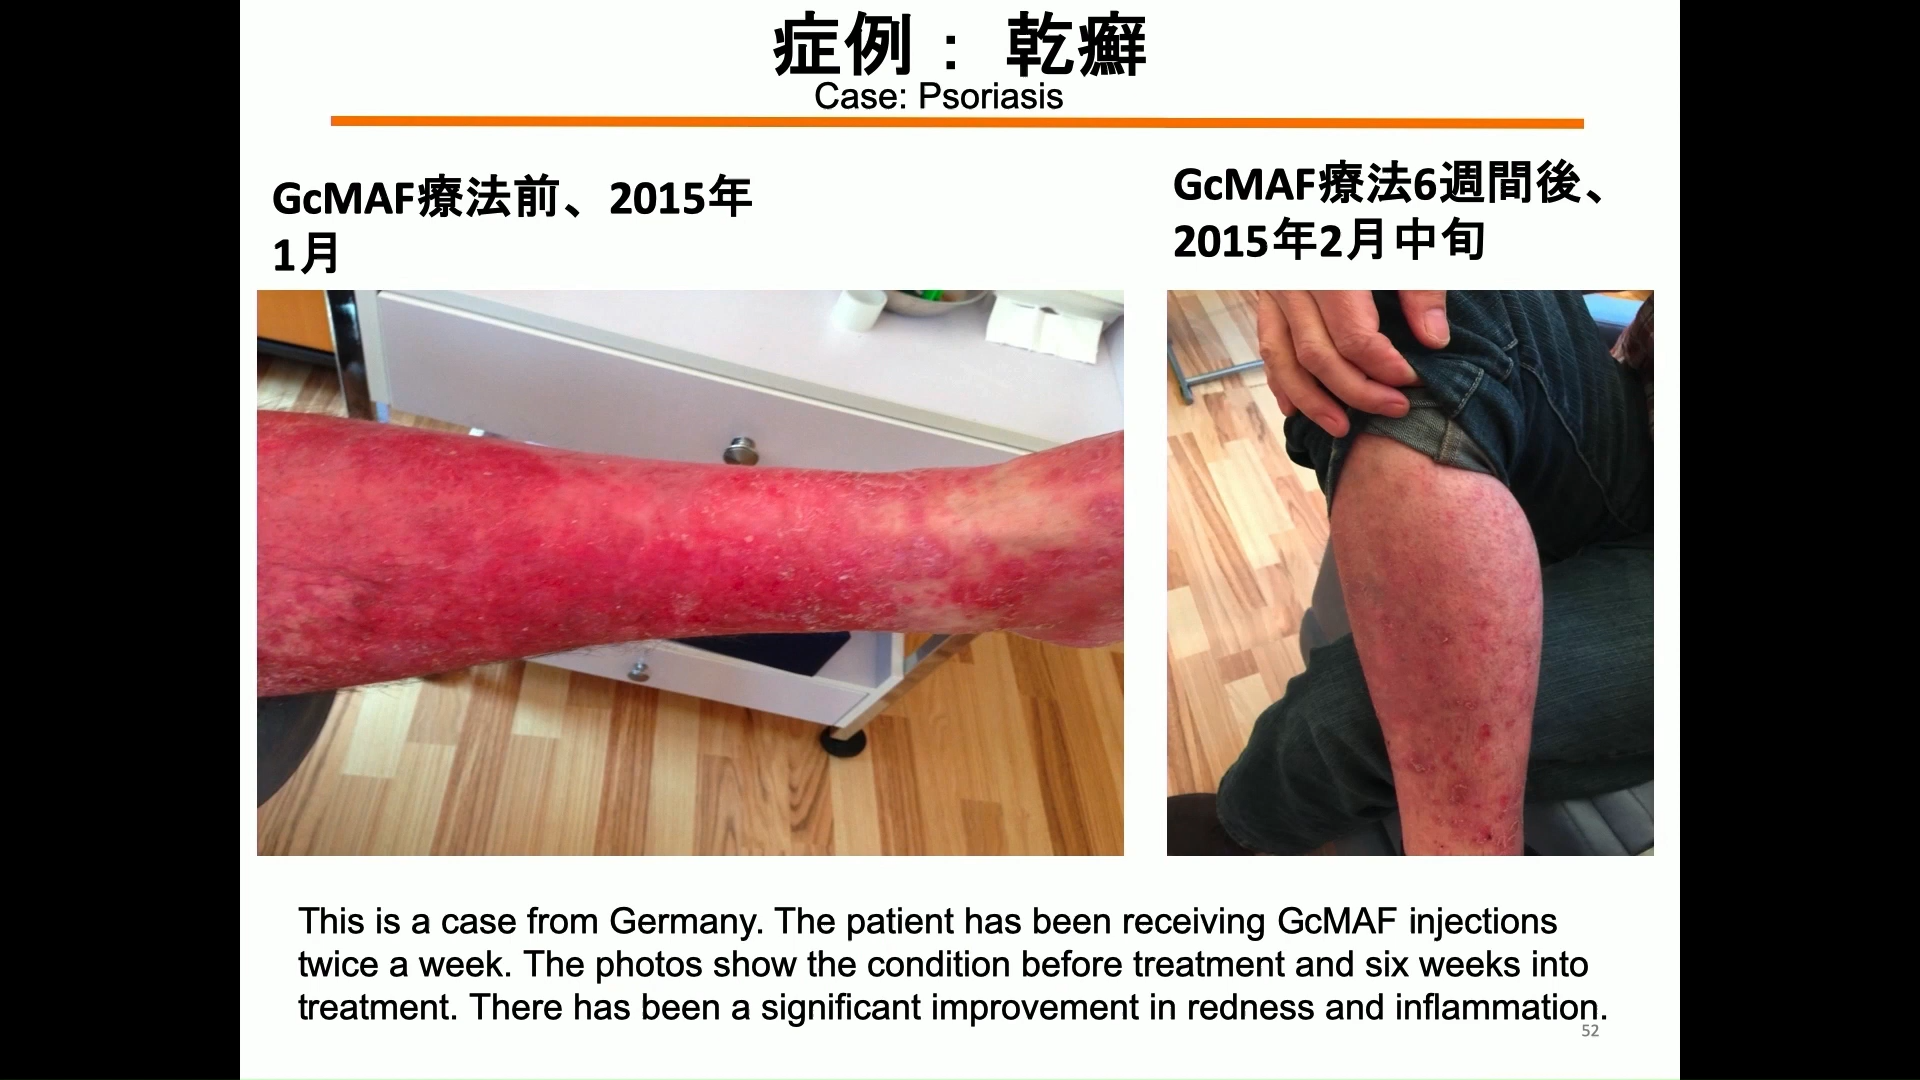 症例： 乾癬
Case: Psoriasis
GcMAF療法前、2015年
1月
GcMAF療法6週間後、
2015年2月中旬
This is a case from Germany. The patient has been receiving GcMAF injections
twice a week. The photos show the condition before treatment and six weeks into
treatment. There has been a significant improvement in redness and inflammation.
52